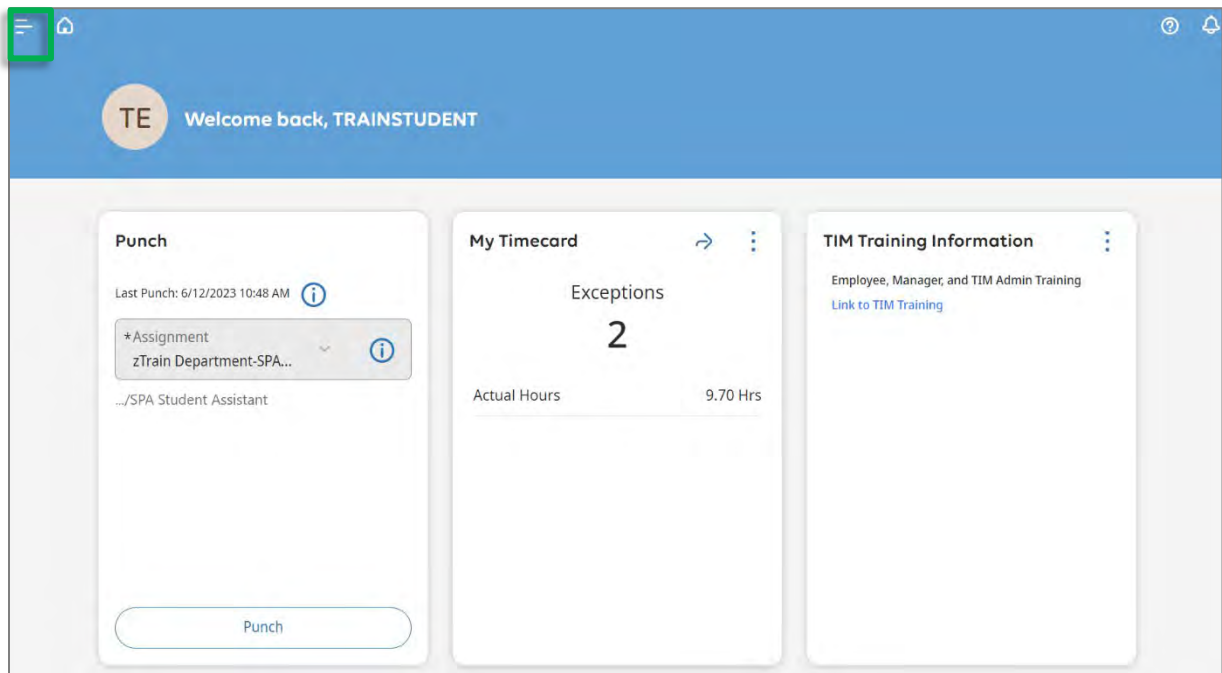 TE
Welcome back, TRAINSTUDENT
Punch
Last Punch: 6/12/2023 10:48 AM
*Assignment
zTrain Department-SPA...
.../SPA Student Assistant
Punch
My Timecard
Exceptions
2
Actual Hours 9.70 Hrs
TIM Training Information
Employee, Manager, and TIM Admin Training
Link to TIM Training